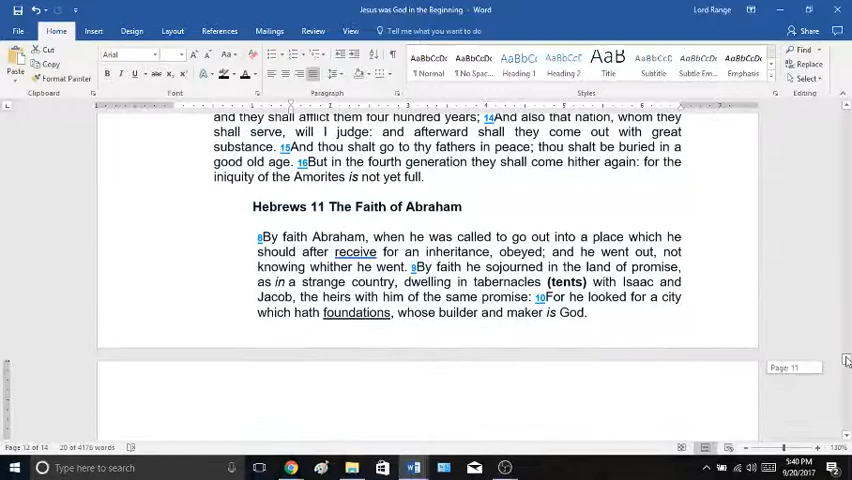 Jesus was God in the Beginning - Word
Lord Range
File Home Insert Design Layout References Mailings Review View Tell me what you want to do
Share
Cut
Copy
Format Painter
Paste
Clipboard
Arial
Aa
B I U
Font
Paragraph
AaBbCcDc AaBbCcDc AaBbCc AaBbCcD AaB AaBbCcD AaBbCcDc AaBbCcDc
¶ Normal ¶ No Spac... Heading 1 Heading 2 Title Subtitle Subtle Em... Emphasis
Styles
Find
Replace
Select
Editing
and they shall afflict them four hundred years; 14And also that nation, whom they
shall serve, will I judge: and afterward shall they come out with great
substance. 15And thou shalt go to thy fathers in peace; thou shalt be buried in a
good old age. 16But in the fourth generation they shall come hither again: for the
iniquity of the Amorites is not yet full.
Hebrews 11 The Faith of Abraham
8By faith Abraham, when he was called to go out into a place which he
should after receive for an inheritance, obeyed; and he went out, not
knowing whither he went. 9By faith he sojourned in the land of promise,
as in a strange country, dwelling in tabernacles (tents) with Isaac and
Jacob, the heirs with him of the same promise: 10For he looked for a city
which hath foundations, whose builder and maker is God.
Page: 11
Page 12 of 14 20 of 4176 words
130%
Type here to search
5:40 PM
9/20/2017